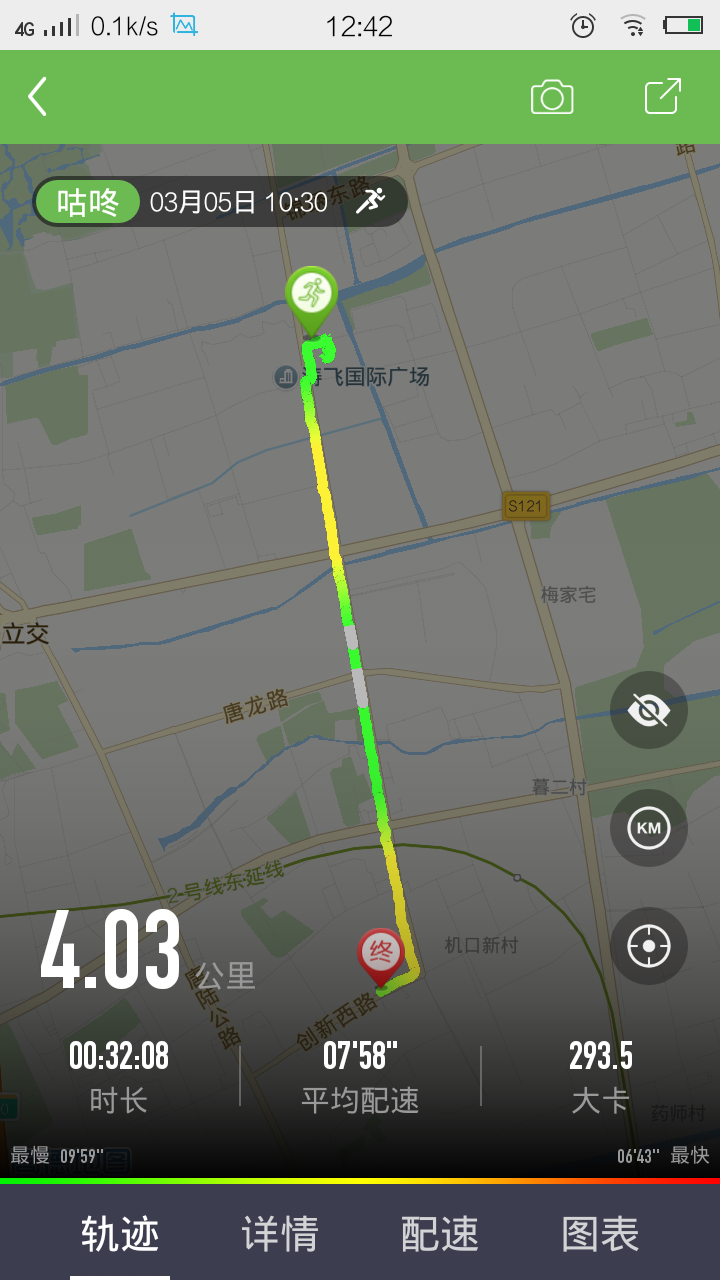 4G 0.1k/s 12:42
路
咕咚 03月05日 10:30
东路
飞国际广场
S121
梅家宅
立交
唐龙路
暮二村
KM
2号线东延线
4.03 公里
终
机口新村
唐陆公路
创新西路
00:32:08 07'58" 293.5
时长 平均配速 大卡
药师村
最慢 09'59" 06'43" 最快
轨迹 详情 配速 图表